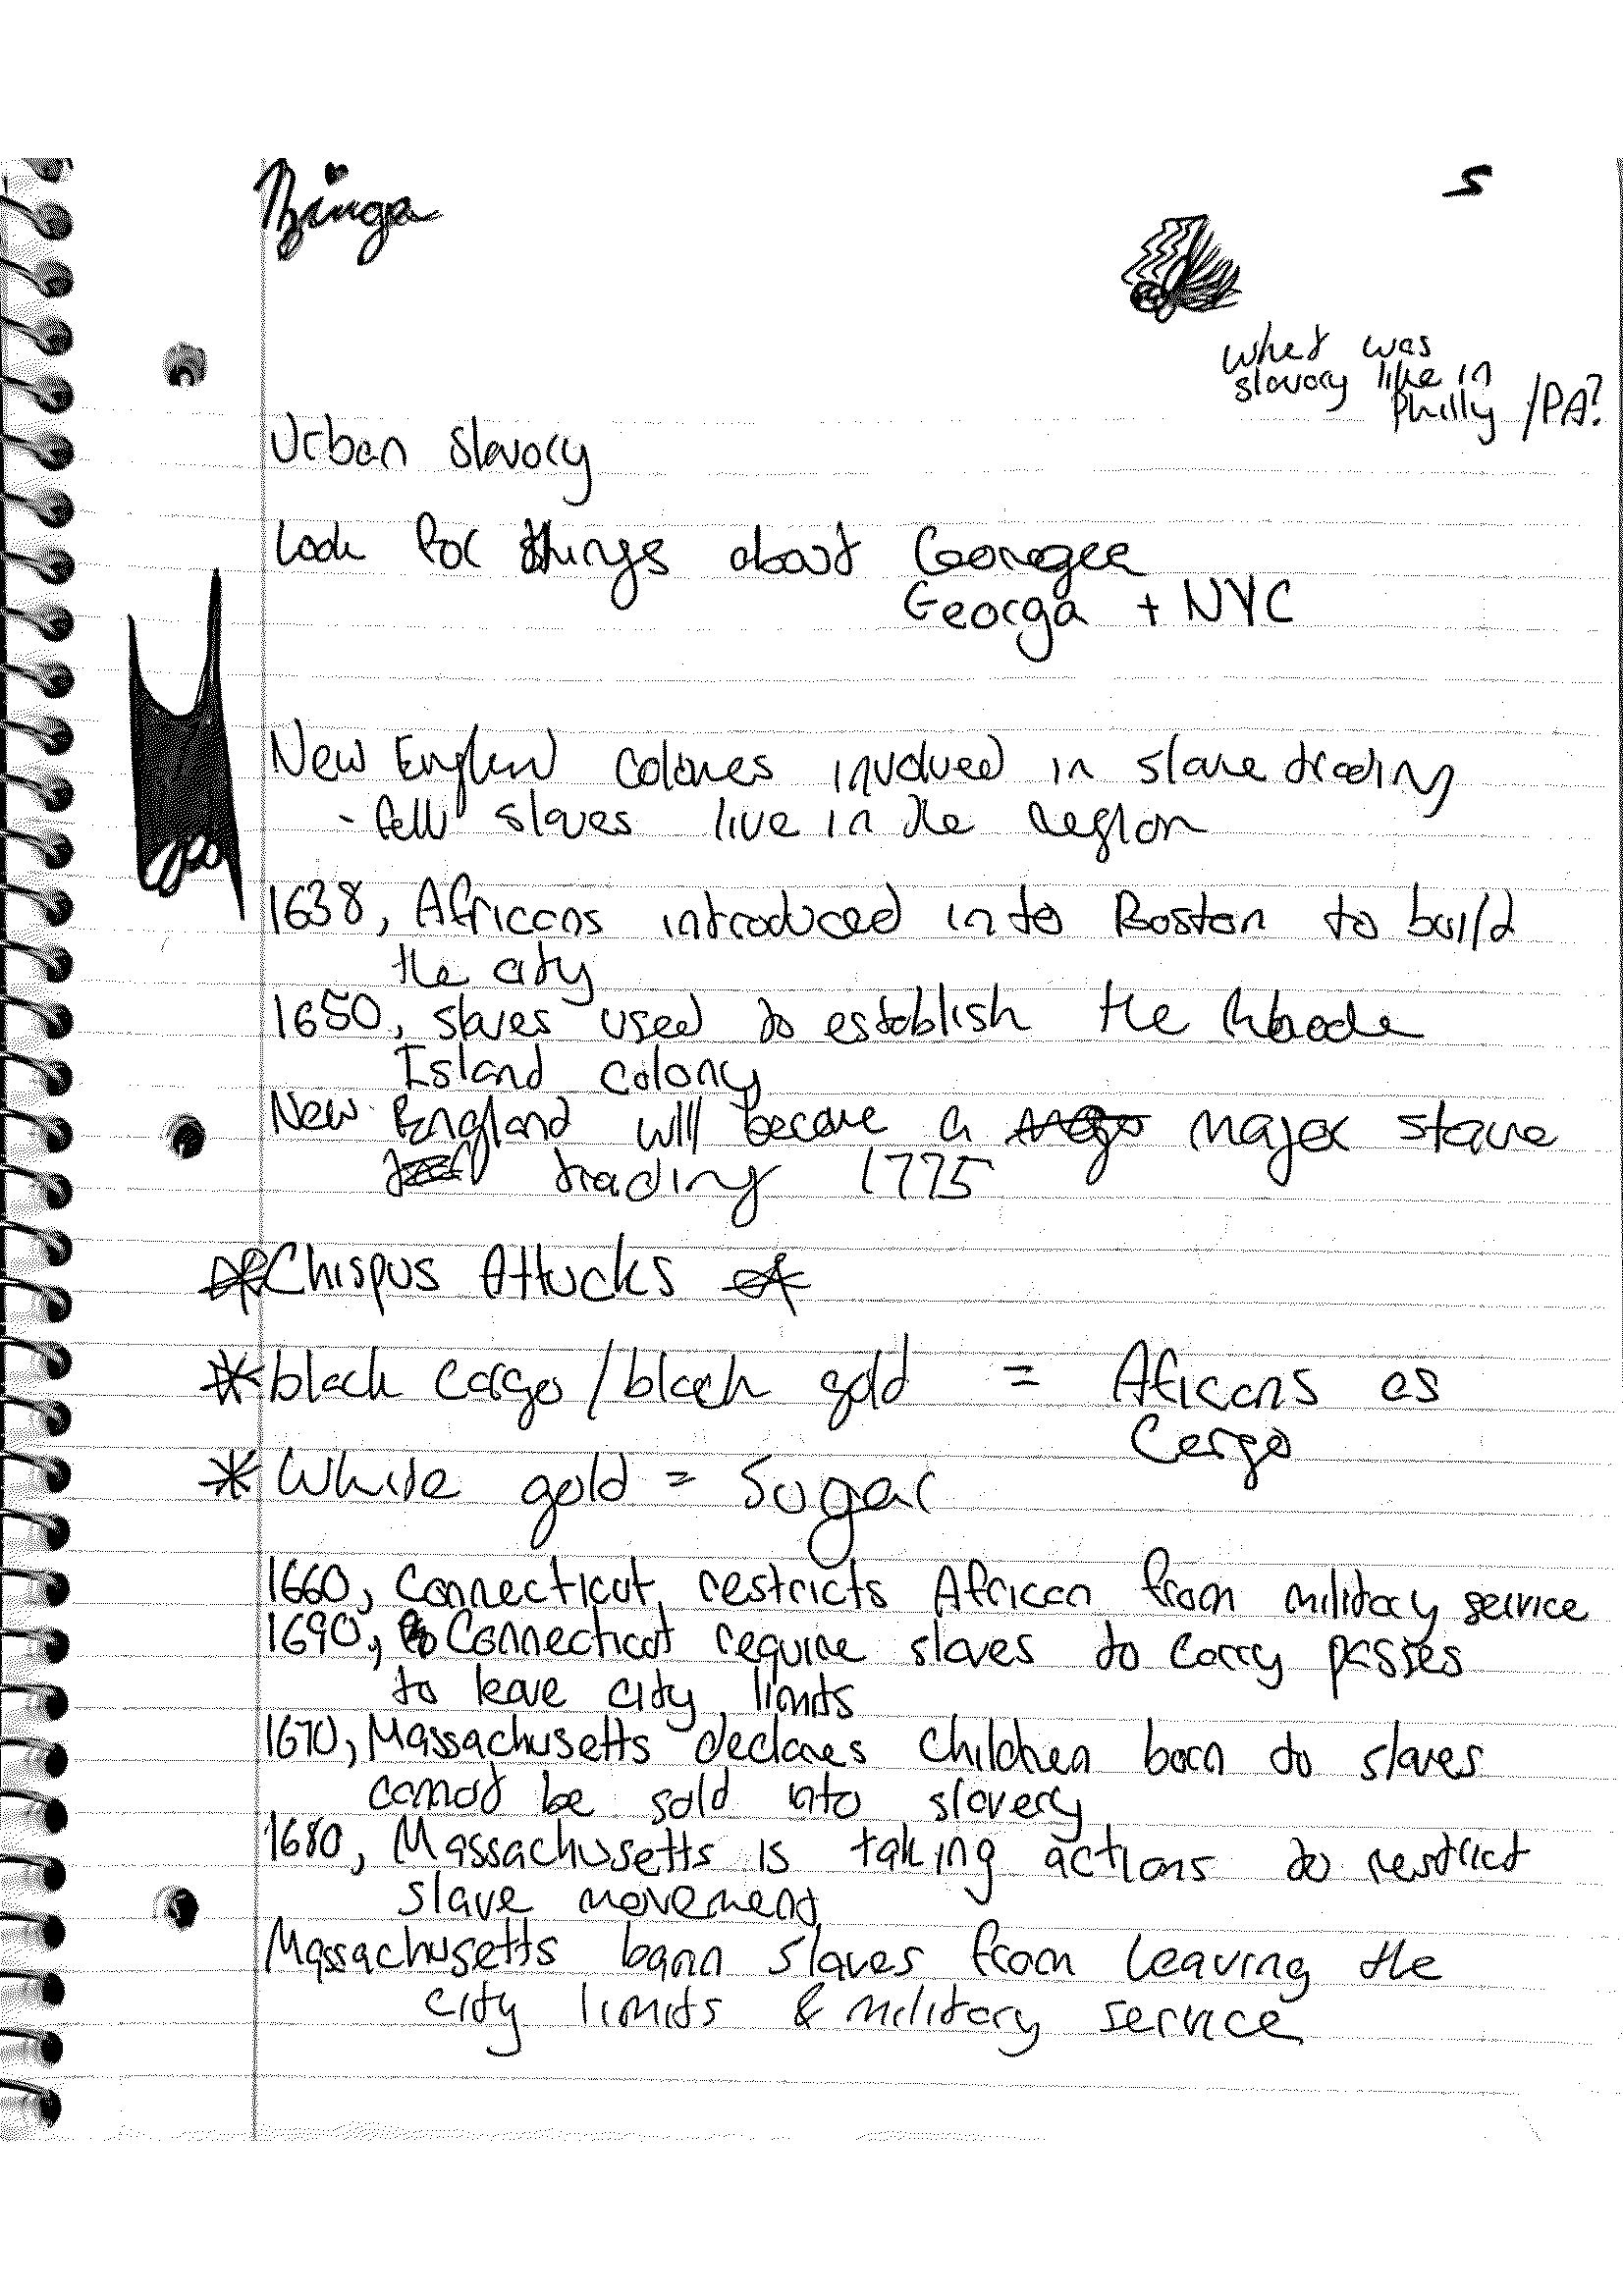 Nzinga
5
what was
slavory like in
Philly /PA?
Urban slavory
Look for things about Georegea
Georga + NYC
New England colones involved in slave trading
- few slaves live in the region
1638, Africans introduced into Boston to build
the city
1650, slaves used to establish the Rhode
Island colony
New England will become a major slave
trading 1775
Chispus Attucks
black cargo / black gold = Aficans as
Cargo
White gold = Sugar
1660, Connecticut restricts African from military service
1690, Connecticut require slaves to carry passes
to leave city limits
1670, Massachusetts declares children born to slaves
cannot be sold into slavery
1680, Massachusetts is taking actions to restrict
slave movement
Massachusetts bann slaves from leaving the
city limits & military service